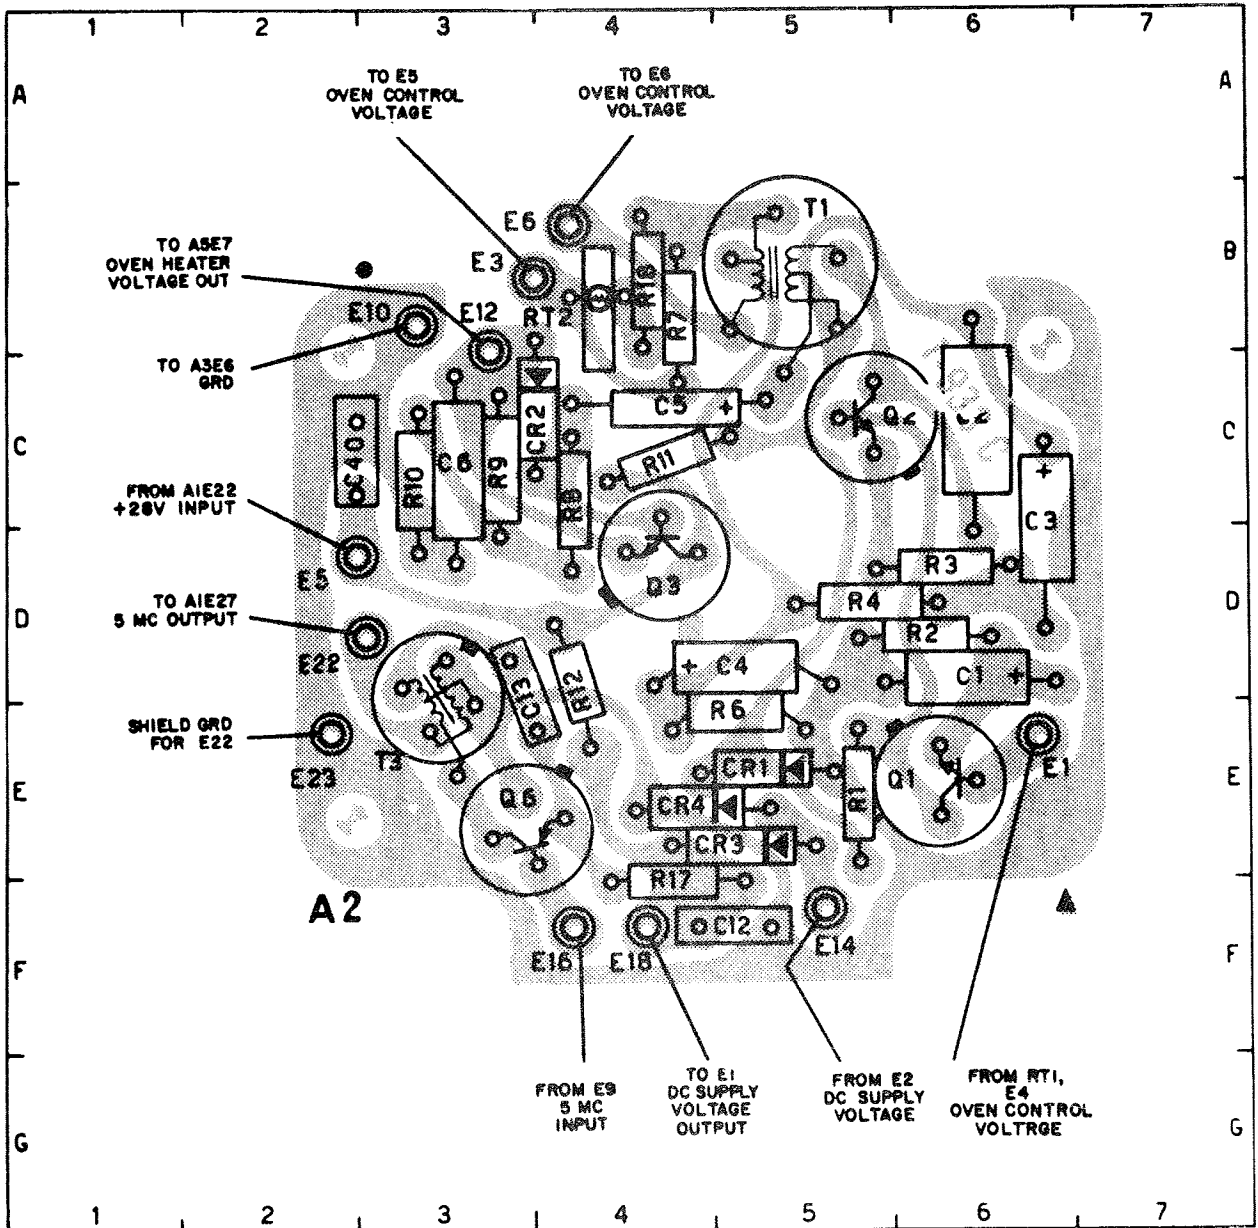 1 2 3 4 5 6 7
A A
TO E5
OVEN CONTROL
VOLTAGE
TO E6
OVEN CONTROL
VOLTAGE
E6
T1
TO A5E7
OVEN HEATER
VOLTAGE OUT
B
E3
R18
R7
B
E10
E12
RT2
TO A3E6
GRD
C
C40
R10
C6
R9
CR2
R8
C5 +
R11
Q2
C2
+
C3
C
FROM A1E22
+28V INPUT
E5
Q3
R3
TO A1E27
5 MC OUTPUT
D
R4
D
R2
E22
C13
R12
+ C4
C1 +
R6
SHIELD GRD
FOR E22
T3
E23
E
Q5
CR1
R1
Q1
E1
E
CR4
CR3
R17
A2
C12
E14
E16
E18
F F
FROM E9
5 MC
INPUT
TO E1
DC SUPPLY
VOLTAGE
OUTPUT
FROM E2
DC SUPPLY
VOLTAGE
FROM RT1,
E4
OVEN CONTROL
VOLTRGE
G G
1 2 3 4 5 6 7